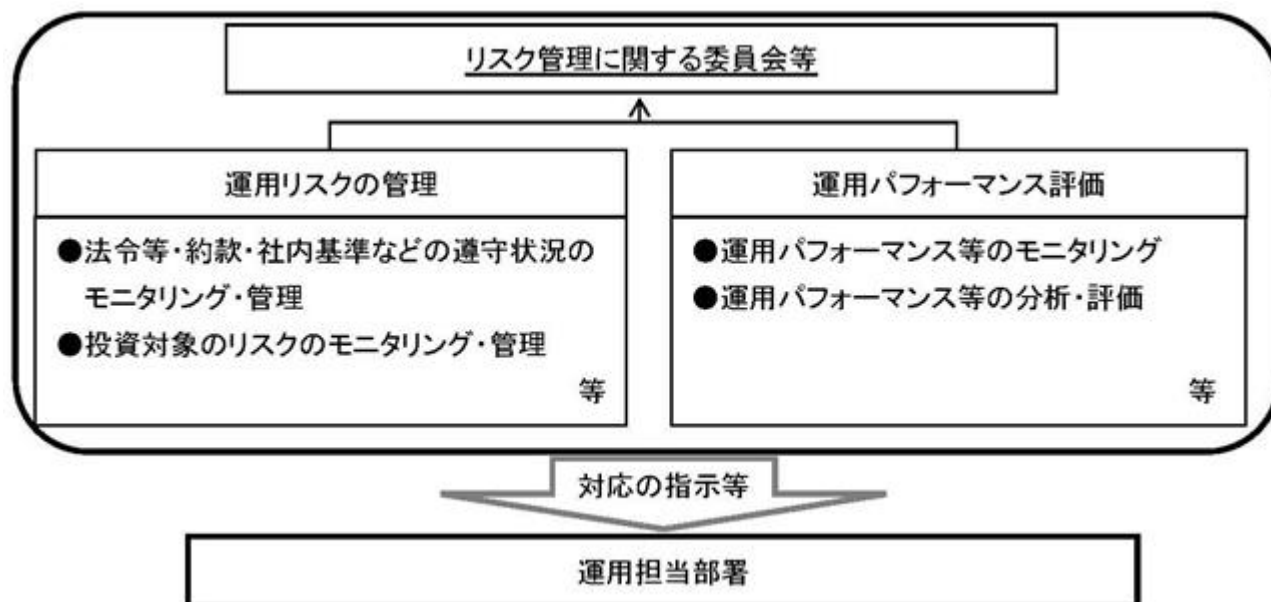 リスク管理に関する委員会等
運用リスクの管理
●法令等・約款・社内基準などの遵守状況の
モニタリング・管理
●投資対象のリスクのモニタリング・管理
等
運用パフォーマンス評価
●運用パフォーマンス等のモニタリング
●運用パフォーマンス等の分析・評価
等
対応の指示等
運用担当部署